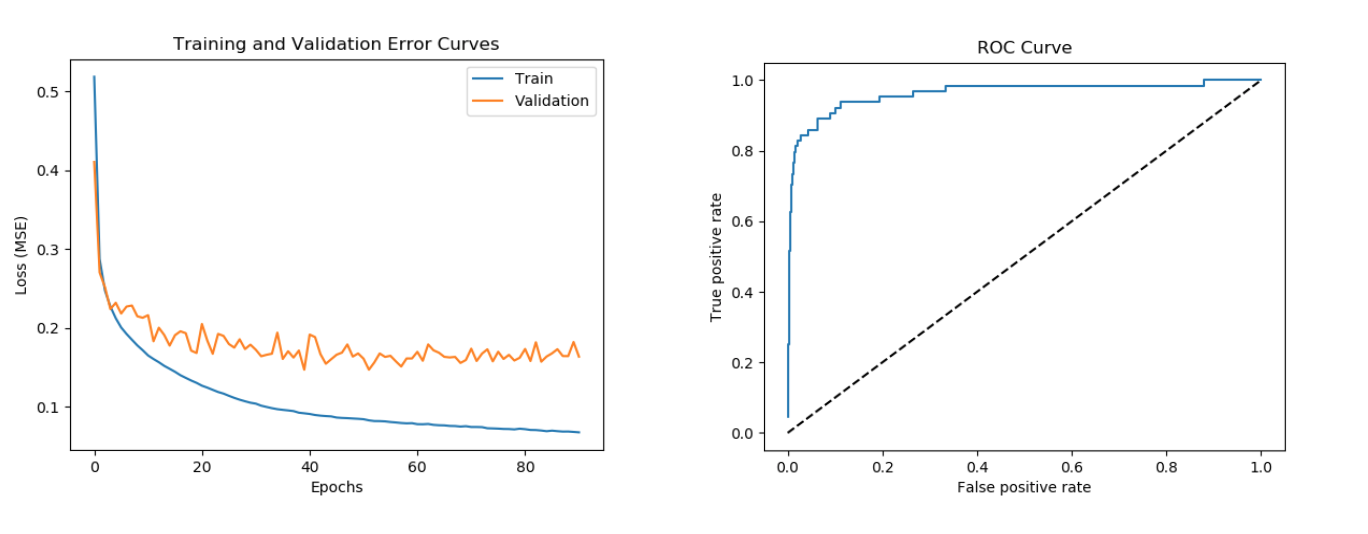 Training and Validation Error Curves
Train
Validation
0.5
0.4
0.3
0.2
0.1
Loss (MSE)
0 20 40 60 80
Epochs
ROC Curve
1.0
0.8
0.6
0.4
0.2
0.0
True positive rate
0.0 0.2 0.4 0.6 0.8 1.0
False positive rate